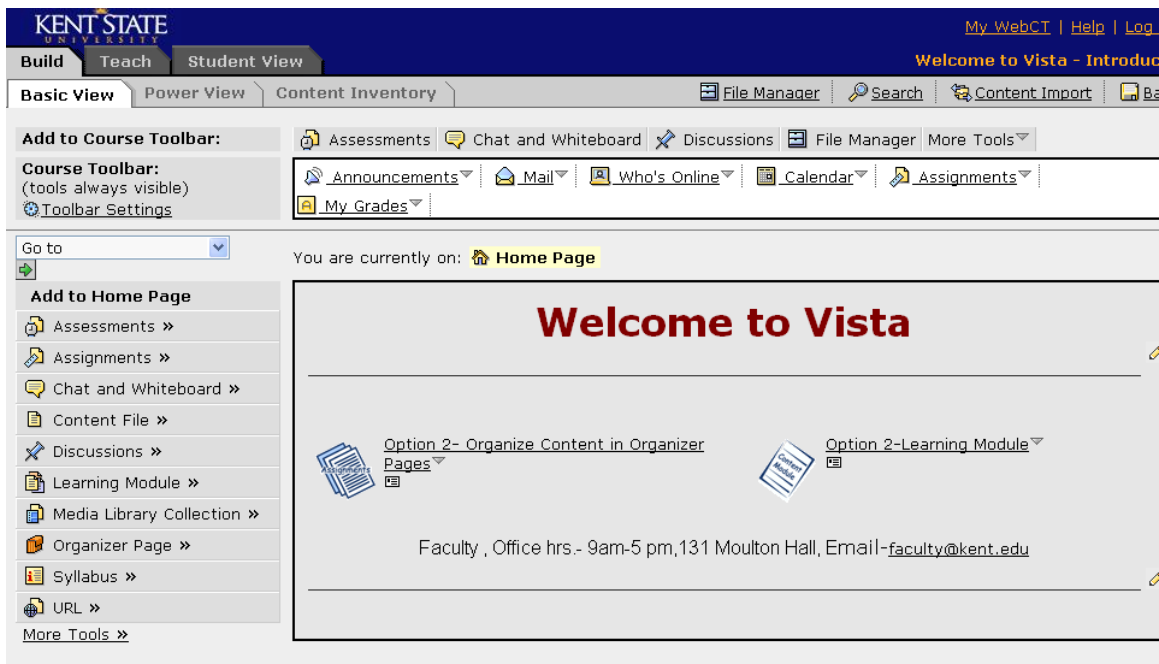 KENT STATE
UNIVERSITY
My WebCT | Help | Log
Build Teach Student View
Welcome to Vista - Introduc
Basic View Power View Content Inventory
File Manager Search Content Import Ba
Add to Course Toolbar:
Assessments Chat and Whiteboard Discussions File Manager More Tools
Course Toolbar:
(tools always visible)
Toolbar Settings
Announcements Mail Who's Online Calendar Assignments
My Grades
Go to
You are currently on: Home Page
Add to Home Page
Assessments »
Assignments »
Chat and Whiteboard »
Content File »
Discussions »
Learning Module »
Media Library Collection »
Organizer Page »
Syllabus »
URL »
More Tools »
Welcome to Vista
Assignments
Option 2- Organize Content in Organizer
Pages
Content
Module
Option 2-Learning Module
Faculty , Office hrs.- 9am-5 pm,131 Moulton Hall, Email-faculty@kent.edu